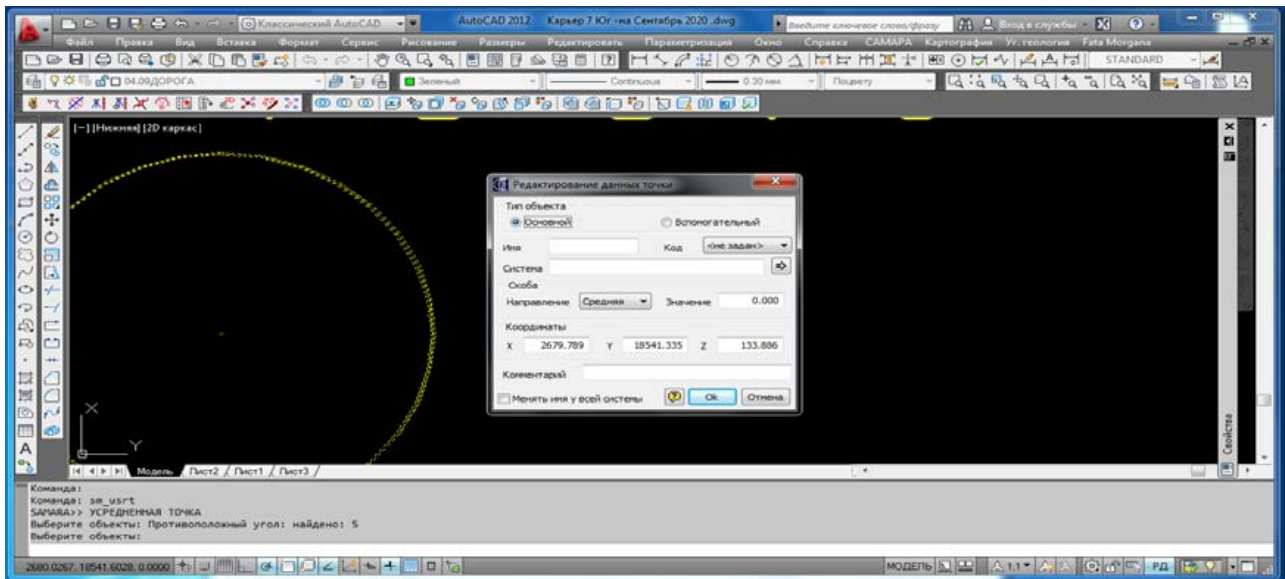 AutoCAD 2012 Карьер 7 Юг -на Сентябрь 2020 .dwg
Классический AutoCAD
Введите ключевое слово/фразу
Вход в службы
Файл Правка Вид Вставка Формат Сервис Рисование Размеры Редактировать Параметризация Окно Справка САМАРА Картография Уг.геология Fata Morgana
STANDARD
04.09ДОРОГА
Зеленый
Continuous
0.30 мм
Поцвету
[−][Нижняя][2D каркас]
Редактирование данных точки
Тип объекта
Основной
Вспомогательный
Имя
Код
<не задан>
Система
Скоба
Направление
Средняя
Значение
0.000
Координаты
X 2679.789 Y 18541.335 Z 133.886
Комментарий
Менять имя у всей системы
Ok
Отмена
X
Y
Свойства
Модель / Лист2 / Лист1 / Лист3 /
Команда:
Команда: sm_usrt
SAMARA>> УСРЕДНЕННАЯ ТОЧКА
Выберите объекты: Противоположный угол: найдено: 5
Выберите объекты:
2680.0267, 18541.6028, 0.0000
МОДЕЛЬ
1:1
РД